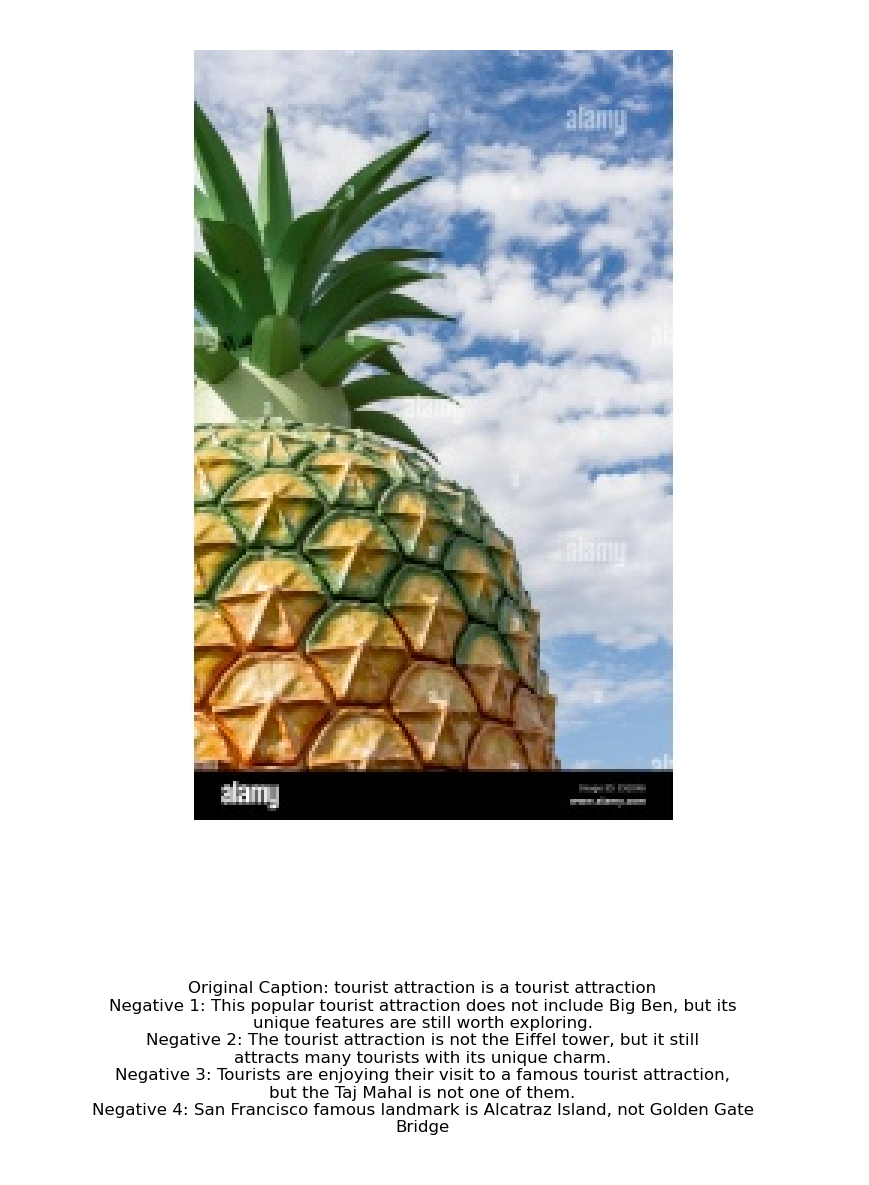 alamy
alamy
alamy
alamy
www.alamy.com
Original Caption: tourist attraction is a tourist attraction
Negative 1: This popular tourist attraction does not include Big Ben, but its
unique features are still worth exploring.
Negative 2: The tourist attraction is not the Eiffel tower, but it still
attracts many tourists with its unique charm.
Negative 3: Tourists are enjoying their visit to a famous tourist attraction,
but the Taj Mahal is not one of them.
Negative 4: San Francisco famous landmark is Alcatraz Island, not Golden Gate
Bridge